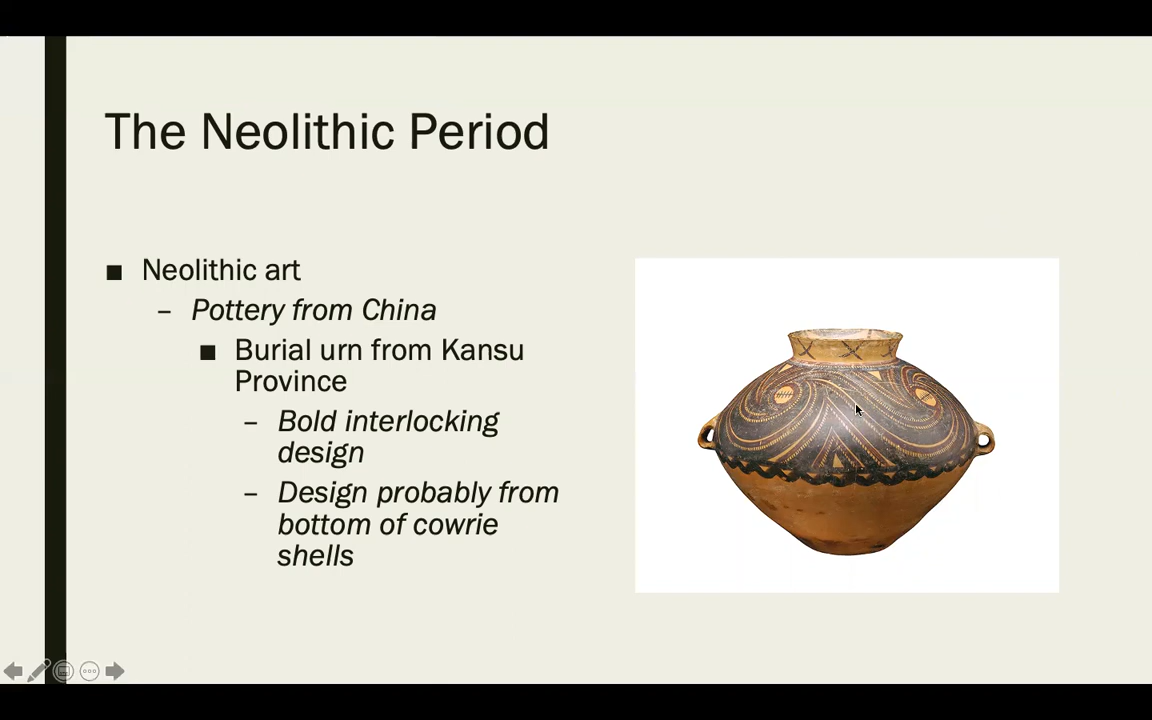 The Neolithic Period
■ Neolithic art
– Pottery from China
■ Burial urn from Kansu
Province
– Bold interlocking
design
– Design probably from
bottom of cowrie
shells